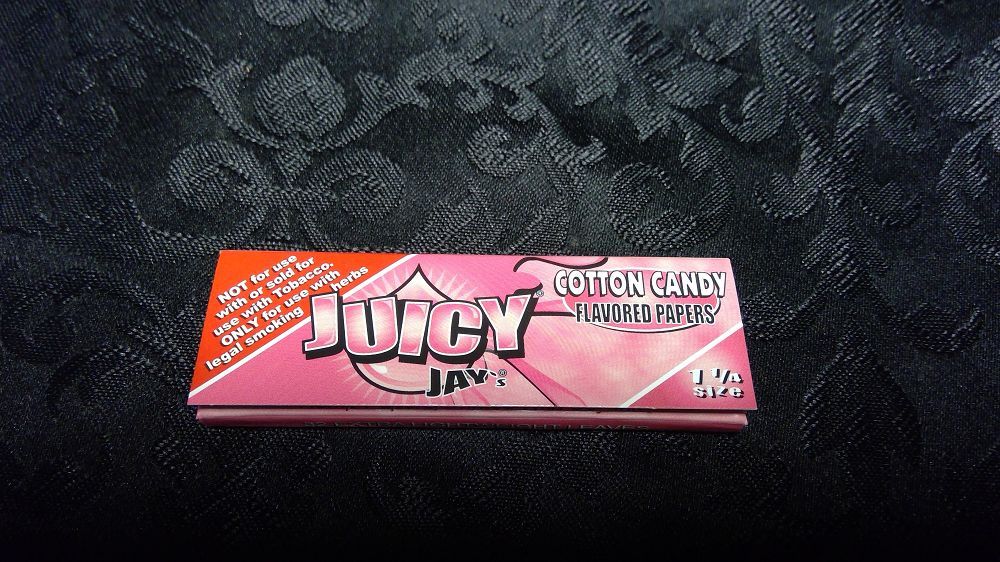 NOT for use
with or sold for
use with Tobacco.
ONLY for use with
legal smoking herbs
JUICY®
JAY'S®
COTTON CANDY
FLAVORED PAPERS
1 1/4
size
LEAVES